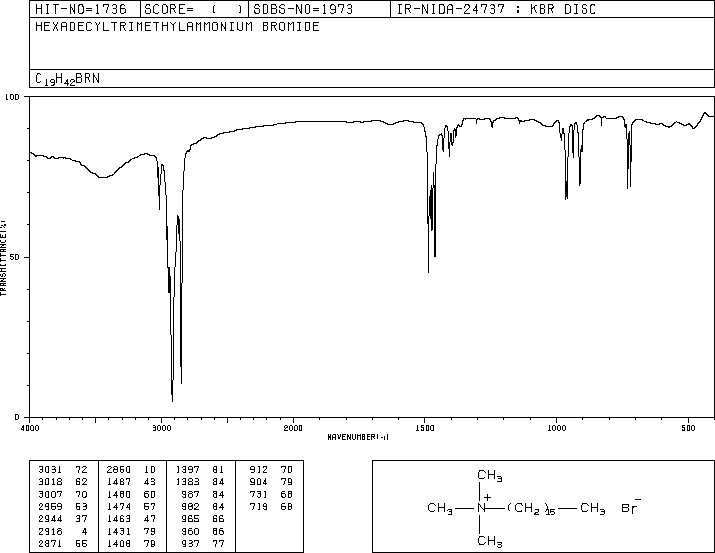 HIT-NO=1736 SCORE= ( ) SDBS-NO=1973 IR-NIDA-24737 : KBR DISC
HEXADECYLTRIMETHYLAMMONIUM BROMIDE
C19H42BRN
100
50
0
TRANSMITTANCE(%)
4000 3000 2000 1500 1000 500
WAVENUMBER(-1)
3031 72 2850 10 1397 81 912 70
3018 62 1487 43 1383 84 904 79
3007 70 1480 60 987 84 731 68
2959 53 1474 57 982 84 719 68
2944 37 1463 47 965 66
2918 4 1431 79 960 66
2871 55 1408 79 937 77
CH3
CH3—N+—(CH2)15—CH3 Br−
CH3